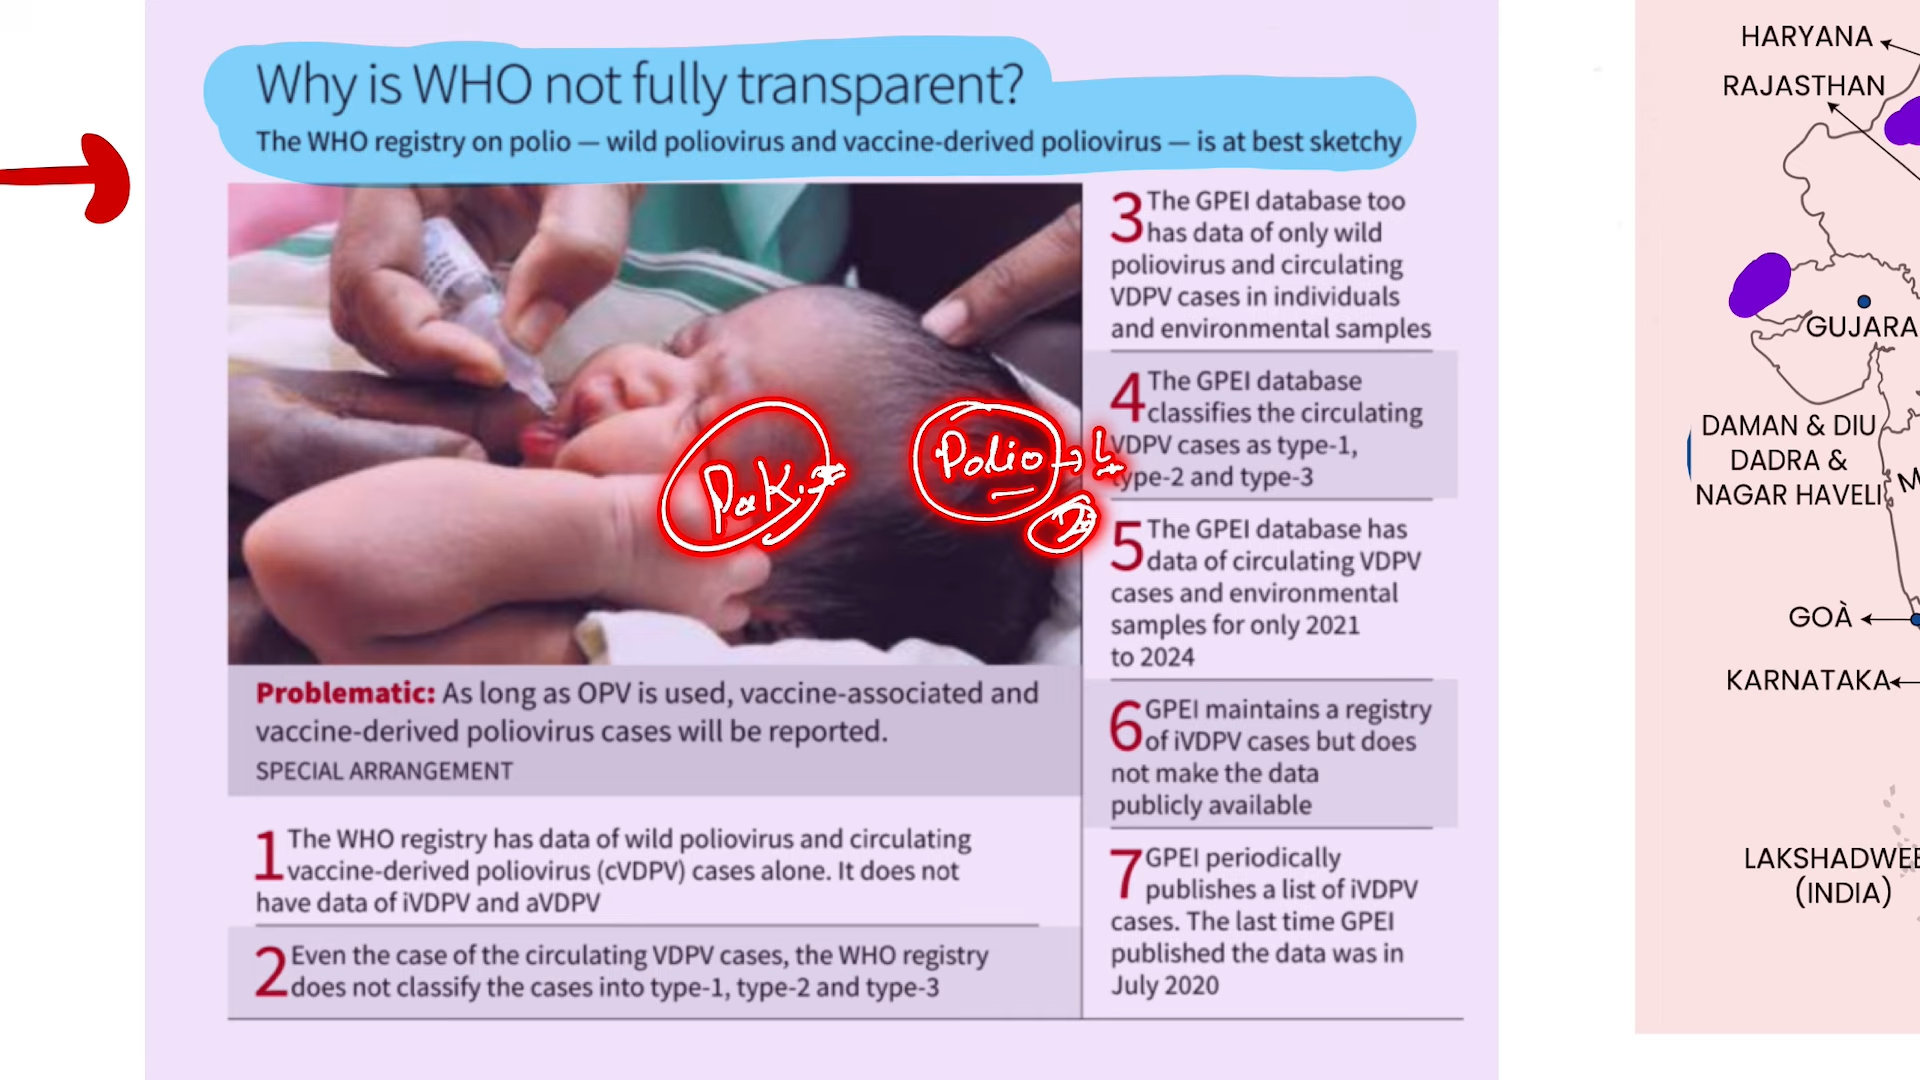 Why is WHO not fully transparent?
The WHO registry on polio — wild poliovirus and vaccine-derived poliovirus — is at best sketchy
Problematic: As long as OPV is used, vaccine-associated and
vaccine-derived poliovirus cases will be reported.
SPECIAL ARRANGEMENT
1 The WHO registry has data of wild poliovirus and circulating
vaccine-derived poliovirus (cVDPV) cases alone. It does not
have data of iVDPV and aVDPV
2 Even the case of the circulating VDPV cases, the WHO registry
does not classify the cases into type-1, type-2 and type-3
3 The GPEI database too
has data of only wild
poliovirus and circulating
VDPV cases in individuals
and environmental samples
4 The GPEI database
classifies the circulating
VDPV cases as type-1,
type-2 and type-3
5 The GPEI database has
data of circulating VDPV
cases and environmental
samples for only 2021
to 2024
6 GPEI maintains a registry
of iVDPV cases but does
not make the data
publicly available
7 GPEI periodically
publishes a list of iVDPV
cases. The last time GPEI
published the data was in
July 2020
Pak.
Polio →
HARYANA
RAJASTHAN
GUJARA
DAMAN & DIU
DADRA &
NAGAR HAVELI
M
GOÀ
KARNATAKA
LAKSHADWEE
(INDIA)